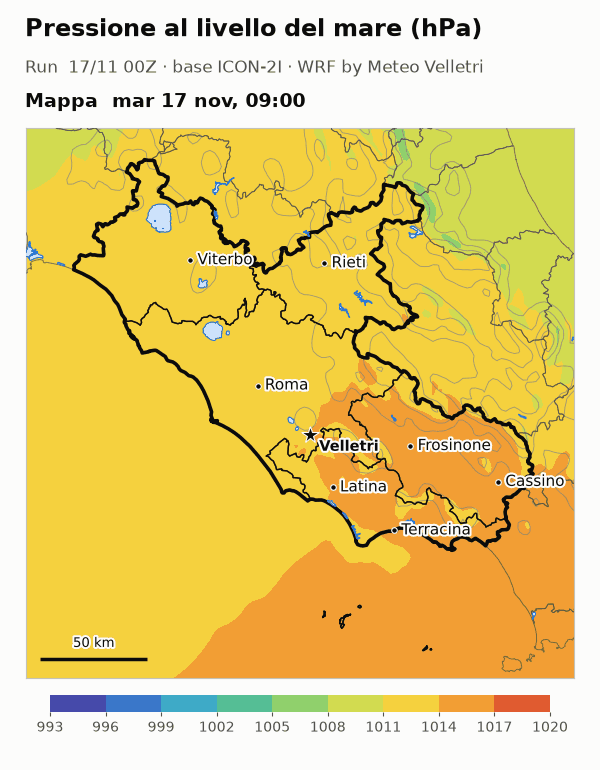 Pressione al livello del mare (hPa)
Run  17/11 00Z · base ICON-2I · WRF by Meteo Velletri
Mappa  mar 17 nov, 09:00
Viterbo
Rieti
Roma
Velletri
Frosinone
Latina
Cassino
Terracina
50 km
993 996 999 1002 1005 1008 1011 1014 1017 1020